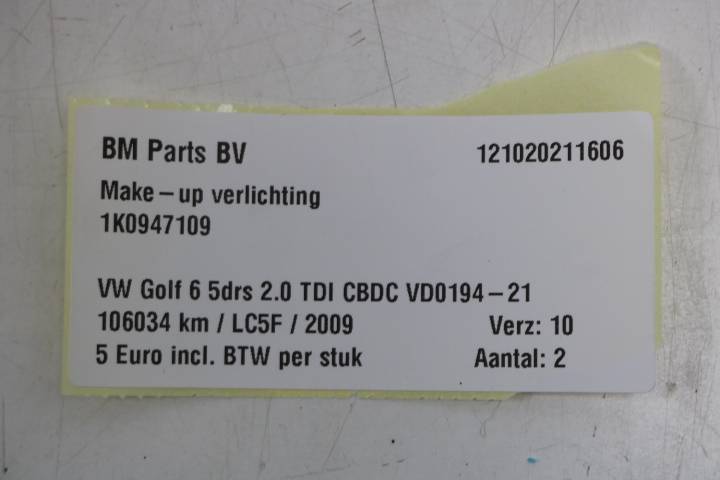 BM Parts BV 121020211606
Make-up verlichting
1K0947109
VW Golf 6 5drs 2.0 TDI CBDC VD0194-21
106034 km / LC5F / 2009 Verz: 10
5 Euro incl. BTW per stuk Aantal: 2